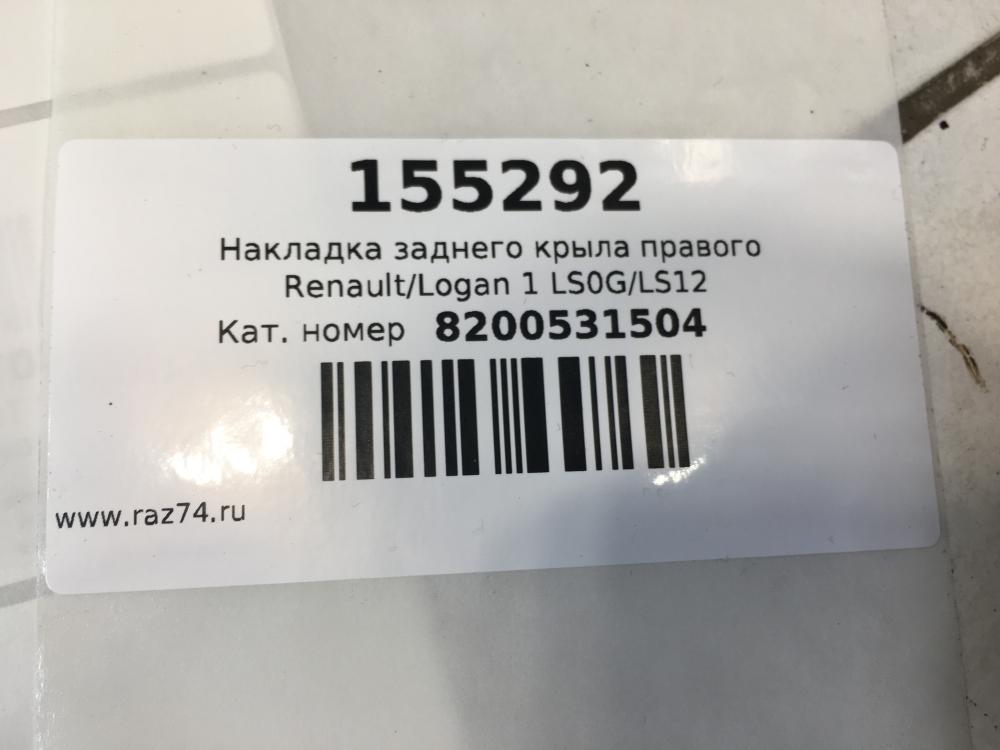 155292
Накладка заднего крыла правого
Renault/Logan 1 LS0G/LS12
Кат. номер 8200531504
www.raz74.ru